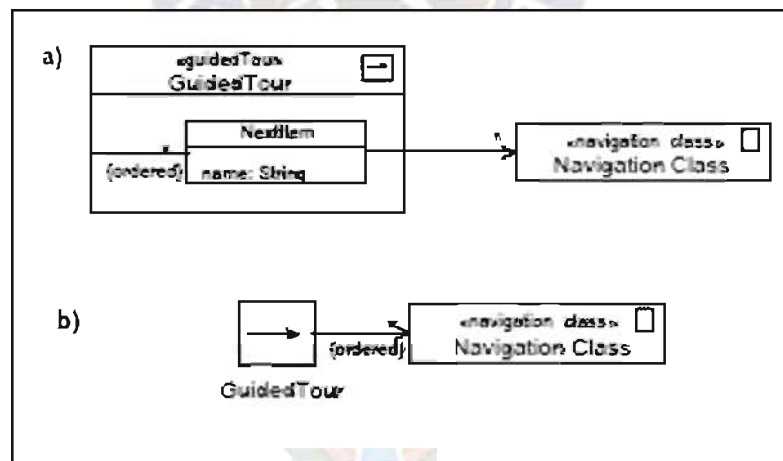 a)
«guidedTour»
GuidedTour
NextItem
*
{ordered}
name: String
*
«navigation class»
Navigation Class
b)
*
{ordered}
«navigation class»
Navigation Class
GuidedTour